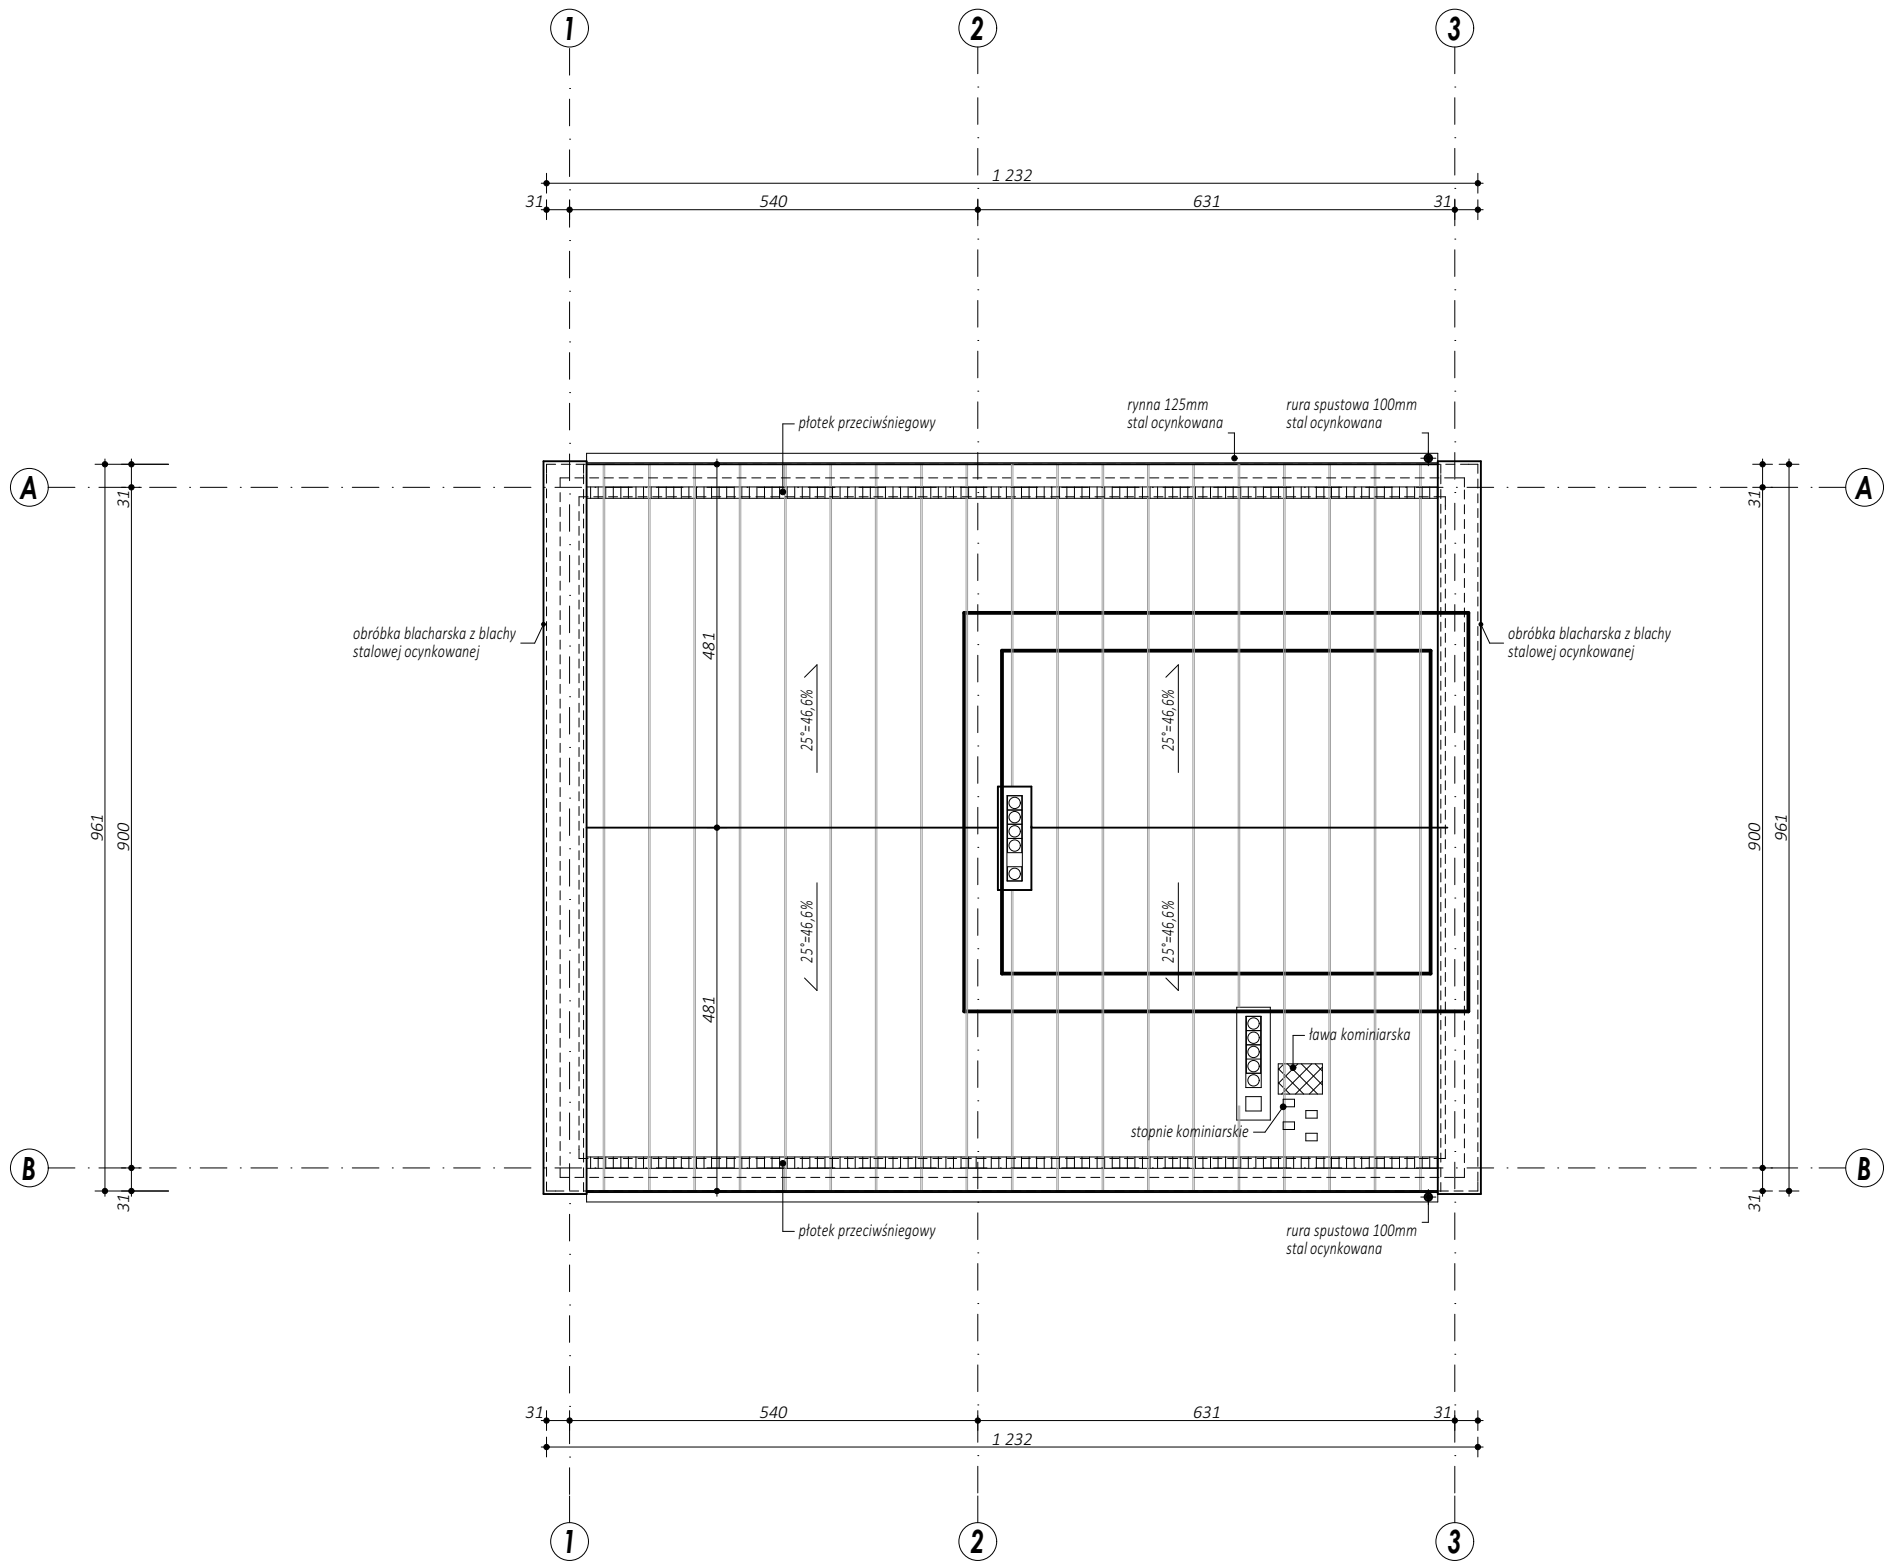 1 2 3
1 232
31 540 631 31
rynna 125mm
stal ocynkowana
rura spustowa 100mm
stal ocynkowana
płotek przeciwśniegowy
A A
31 31
obróbka blacharska z blachy
stalowej ocynkowanej
481
obróbka blacharska z blachy
stalowej ocynkowanej
25°=46,6% 25°=46,6%
961 900 900 961
25°=46,6% 25°=46,6%
481
ława kominiarska
stopnie kominiarskie
B B
31 31
płotek przeciwśniegowy
rura spustowa 100mm
stal ocynkowana
31 540 631 31
1 232
1 2 3